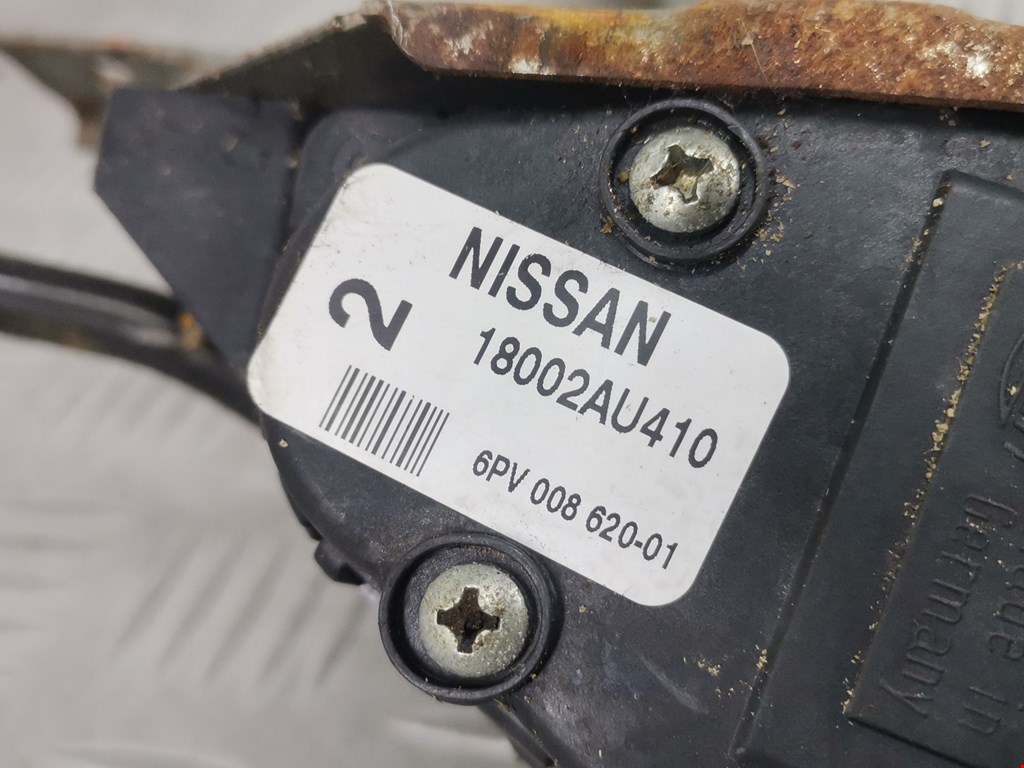 NISSAN
2
18002AU410
6PV 008 620-01
Made in
Germany